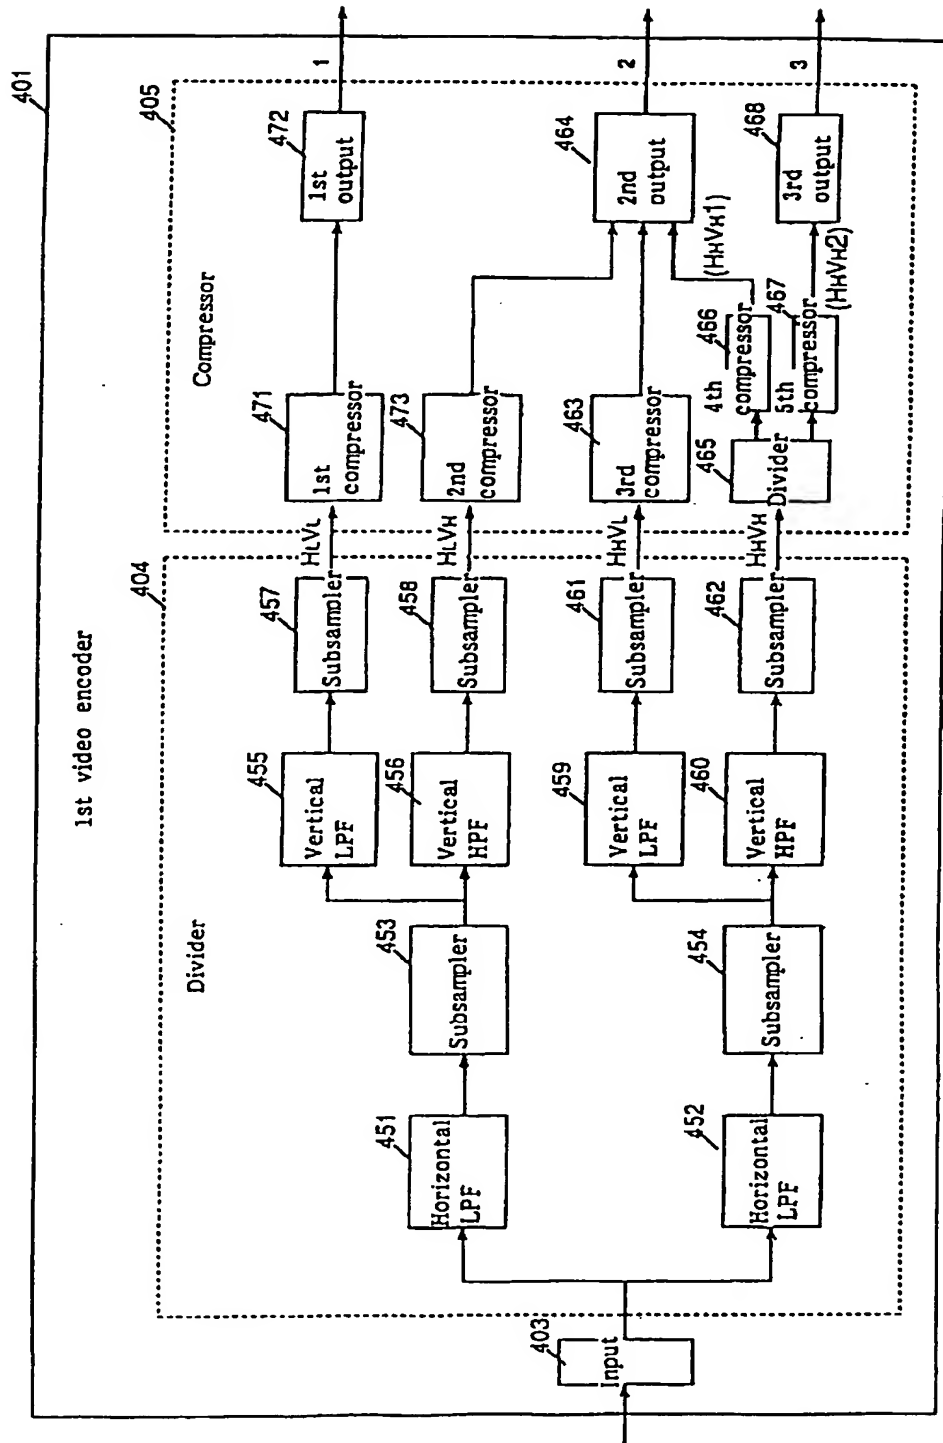 1st video encoder
401
403
Input
Divider
404
451
Horizontal
LPF
453
Subsampler
455
Vertical
LPF
457
Subsampler
HLVL
456
Vertical
HPF
458
Subsampler
HLVH
452
Horizontal
LPF
454
Subsampler
459
Vertical
LPF
461
Subsampler
HHVL
460
Vertical
HPF
462
Subsampler
HHVH
Compressor
405
471
1st
compressor
472
1st
output
1
473
2nd
compressor
463
3rd
compressor
464
2nd
output
2
465
Divider
466
4th
compressor
(HHVH1)
467
5th
compressor
(HHVH2)
468
3rd
output
3